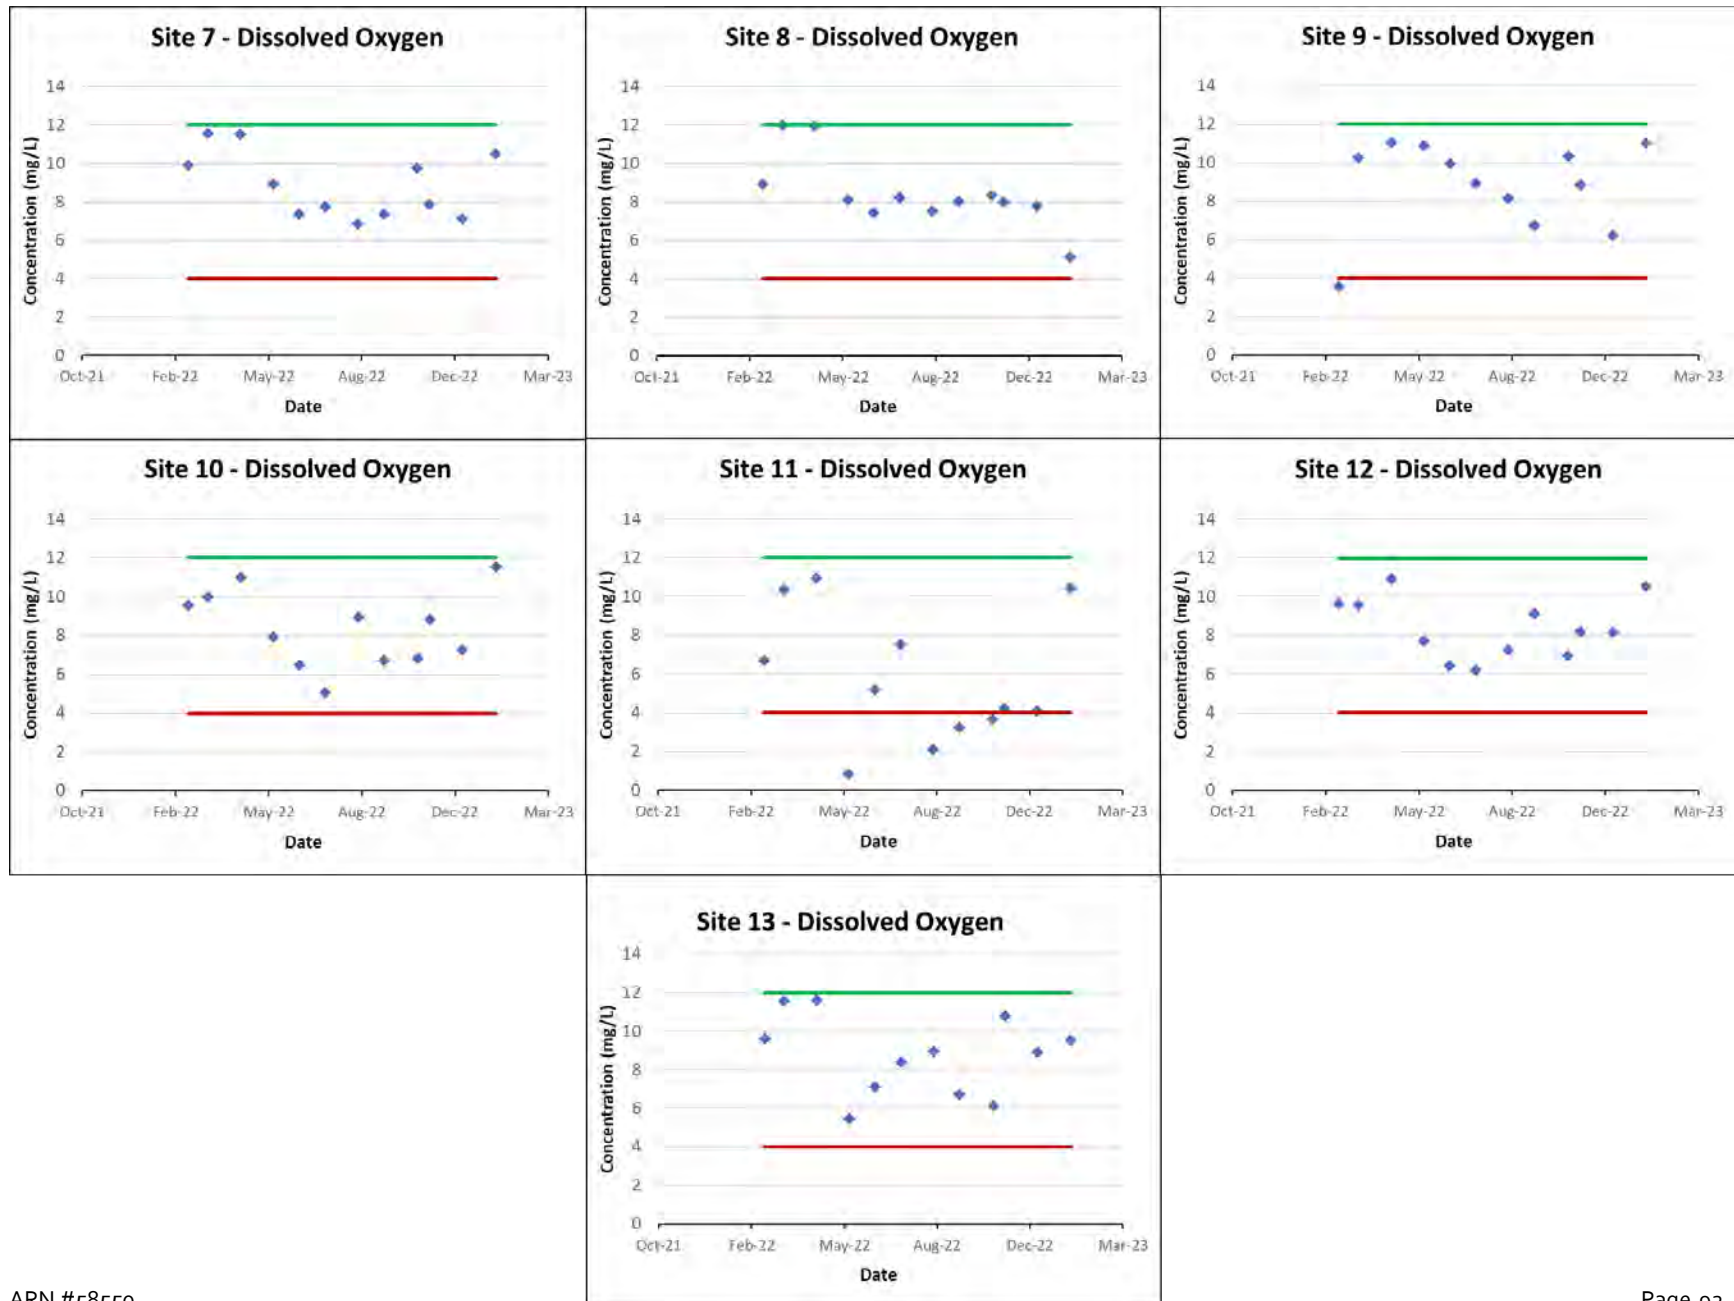 Site 7 - Dissolved Oxygen
Concentration (mg/L)
14
12
10
8
6
4
2
0
Oct-21 Feb-22 May-22 Aug-22 Dec-22 Mar-23
Date
Site 8 - Dissolved Oxygen
Concentration (mg/L)
14
12
10
8
6
4
2
0
Oct-21 Feb-22 May-22 Aug-22 Dec-22 Mar-23
Date
Site 9 - Dissolved Oxygen
Concentration (mg/L)
14
12
10
8
6
4
2
0
Oct-21 Feb-22 May-22 Aug-22 Dec-22 Mar-23
Date
Site 10 - Dissolved Oxygen
Concentration (mg/L)
14
12
10
8
6
4
2
0
Oct-21 Feb-22 May-22 Aug-22 Dec-22 Mar-23
Date
Site 11 - Dissolved Oxygen
Concentration (mg/L)
14
12
10
8
6
4
2
0
Oct-21 Feb-22 May-22 Aug-22 Dec-22 Mar-23
Date
Site 12 - Dissolved Oxygen
Concentration (mg/L)
14
12
10
8
6
4
2
0
Oct-21 Feb-22 May-22 Aug-22 Dec-22 Mar-23
Date
Site 13 - Dissolved Oxygen
Concentration (mg/L)
14
12
10
8
6
4
2
0
Oct-21 Feb-22 May-22 Aug-22 Dec-22 Mar-23
Date
ARN
Page